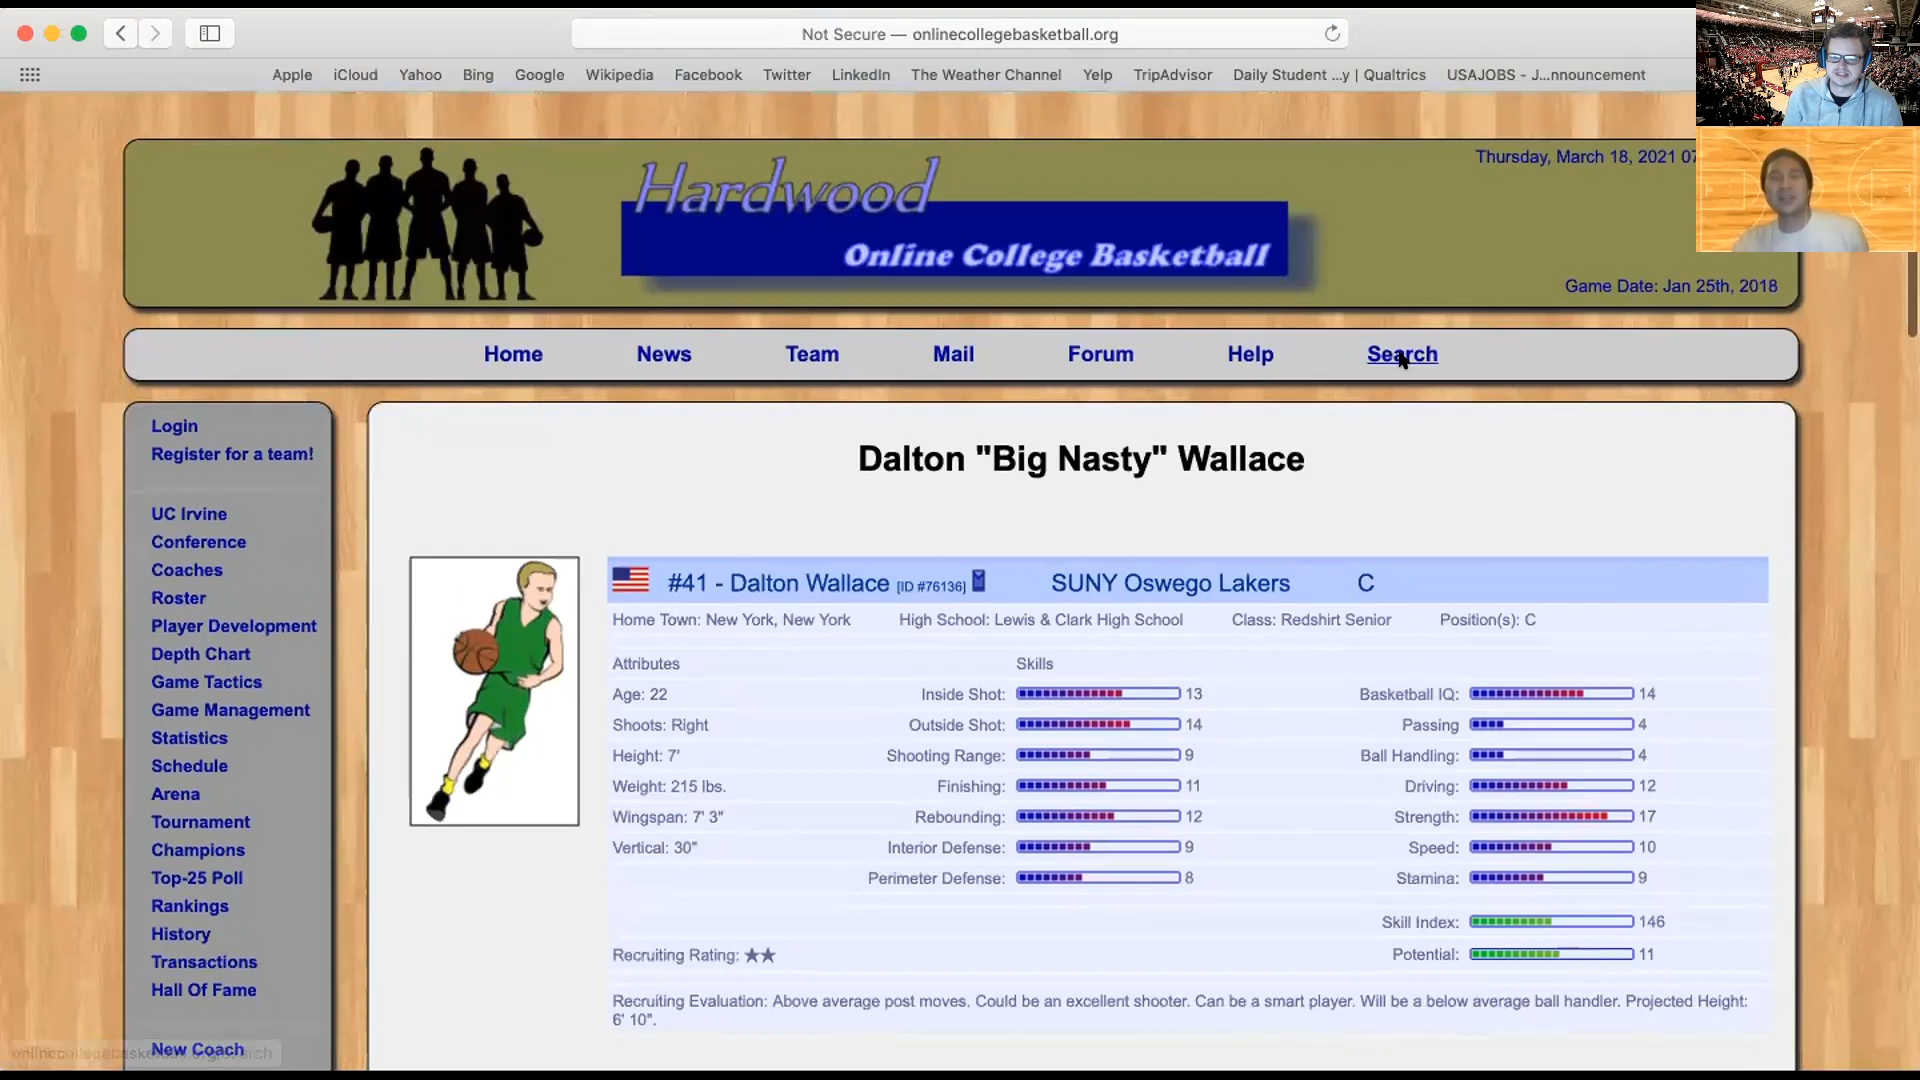 Not Secure — onlinecollegebasketball.org
Apple iCloud Yahoo Bing Google Wikipedia Facebook Twitter LinkedIn The Weather Channel Yelp TripAdvisor Daily Student ...y | Qualtrics USAJOBS - J...nnouncement
Thursday, March 18, 2021 07
Hardwood
Online College Basketball
Game Date: Jan 25th, 2018
Home News Team Mail Forum Help Search
Login
Register for a team!
UC Irvine
Conference
Coaches
Roster
Player Development
Depth Chart
Game Tactics
Game Management
Statistics
Schedule
Arena
Tournament
Champions
Top-25 Poll
Rankings
History
Transactions
Hall Of Fame
New Coach
Dalton "Big Nasty" Wallace
#41 - Dalton Wallace [ID #76136] SUNY Oswego Lakers C
Home Town: New York, New York High School: Lewis & Clark High School Class: Redshirt Senior Position(s): C
Attributes Skills
Age: 22 Inside Shot: 13 Basketball IQ: 14
Shoots: Right Outside Shot: 14 Passing 4
Height: 7' Shooting Range: 9 Ball Handling: 4
Weight: 215 lbs. Finishing: 11 Driving: 12
Wingspan: 7' 3" Rebounding: 12 Strength: 17
Vertical: 30" Interior Defense: 9 Speed: 10
Perimeter Defense: 8 Stamina: 9
Skill Index: 146
Recruiting Rating: ★★ Potential: 11
Recruiting Evaluation: Above average post moves. Could be an excellent shooter. Can be a smart player. Will be a below average ball handler. Projected Height:
6' 10".